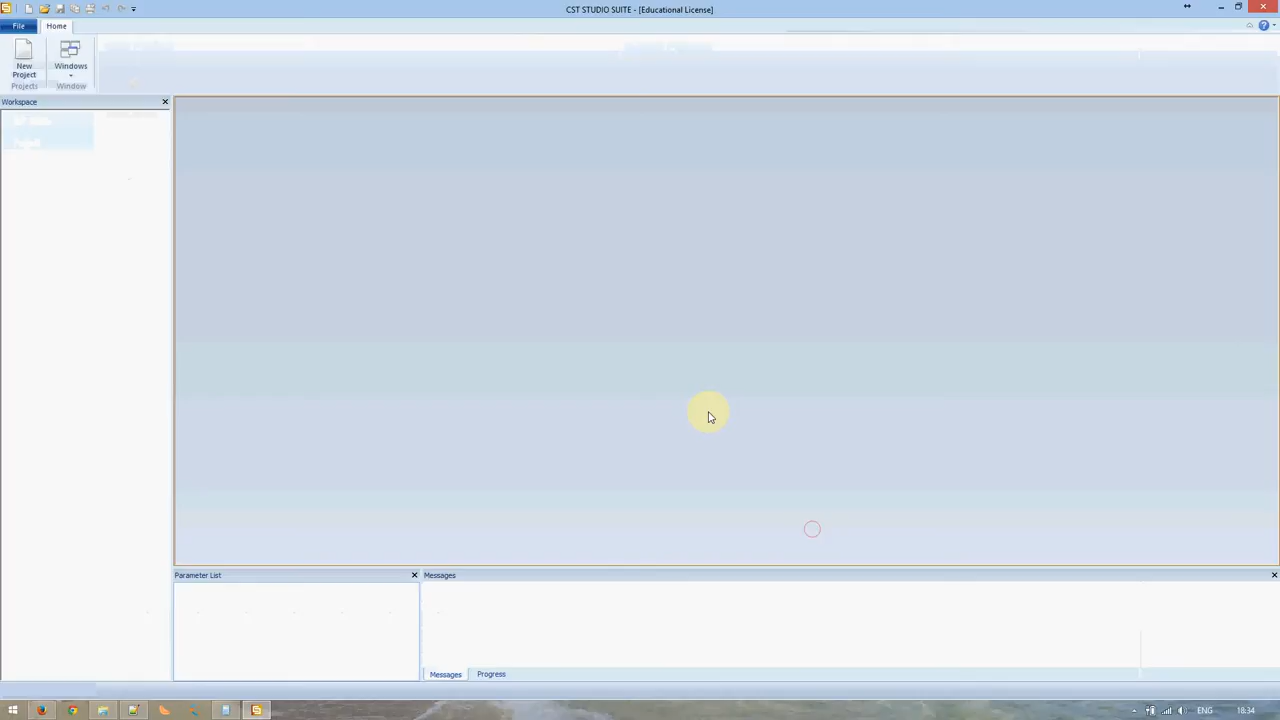 CST STUDIO SUITE - [Educational License]
File
Home
New
Project
Windows
Projects
Window
Workspace
Parameter List
Messages
Messages
Progress
ENG
18:34